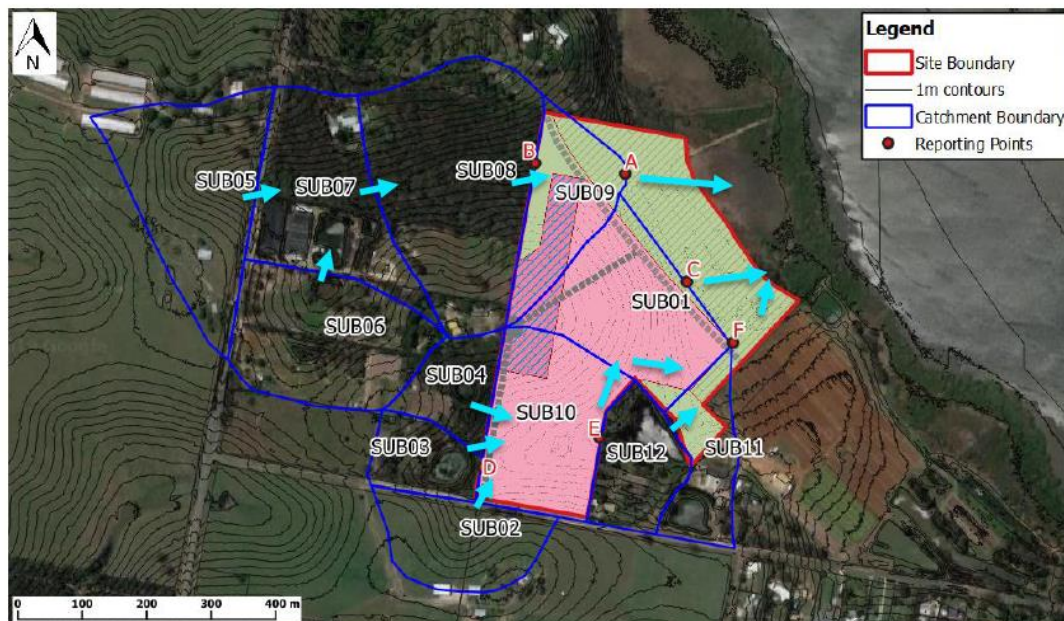 N
Legend
Site Boundary
1m contours
Catchment Boundary
Reporting Points
B
A
SUB08
SUB05
SUB07
SUB09
C
SUB01
SUB06
F
SUB04
SUB10
E
SUB03
SUB12
SUB11
D
SUB02
0 100 200 300 400 m